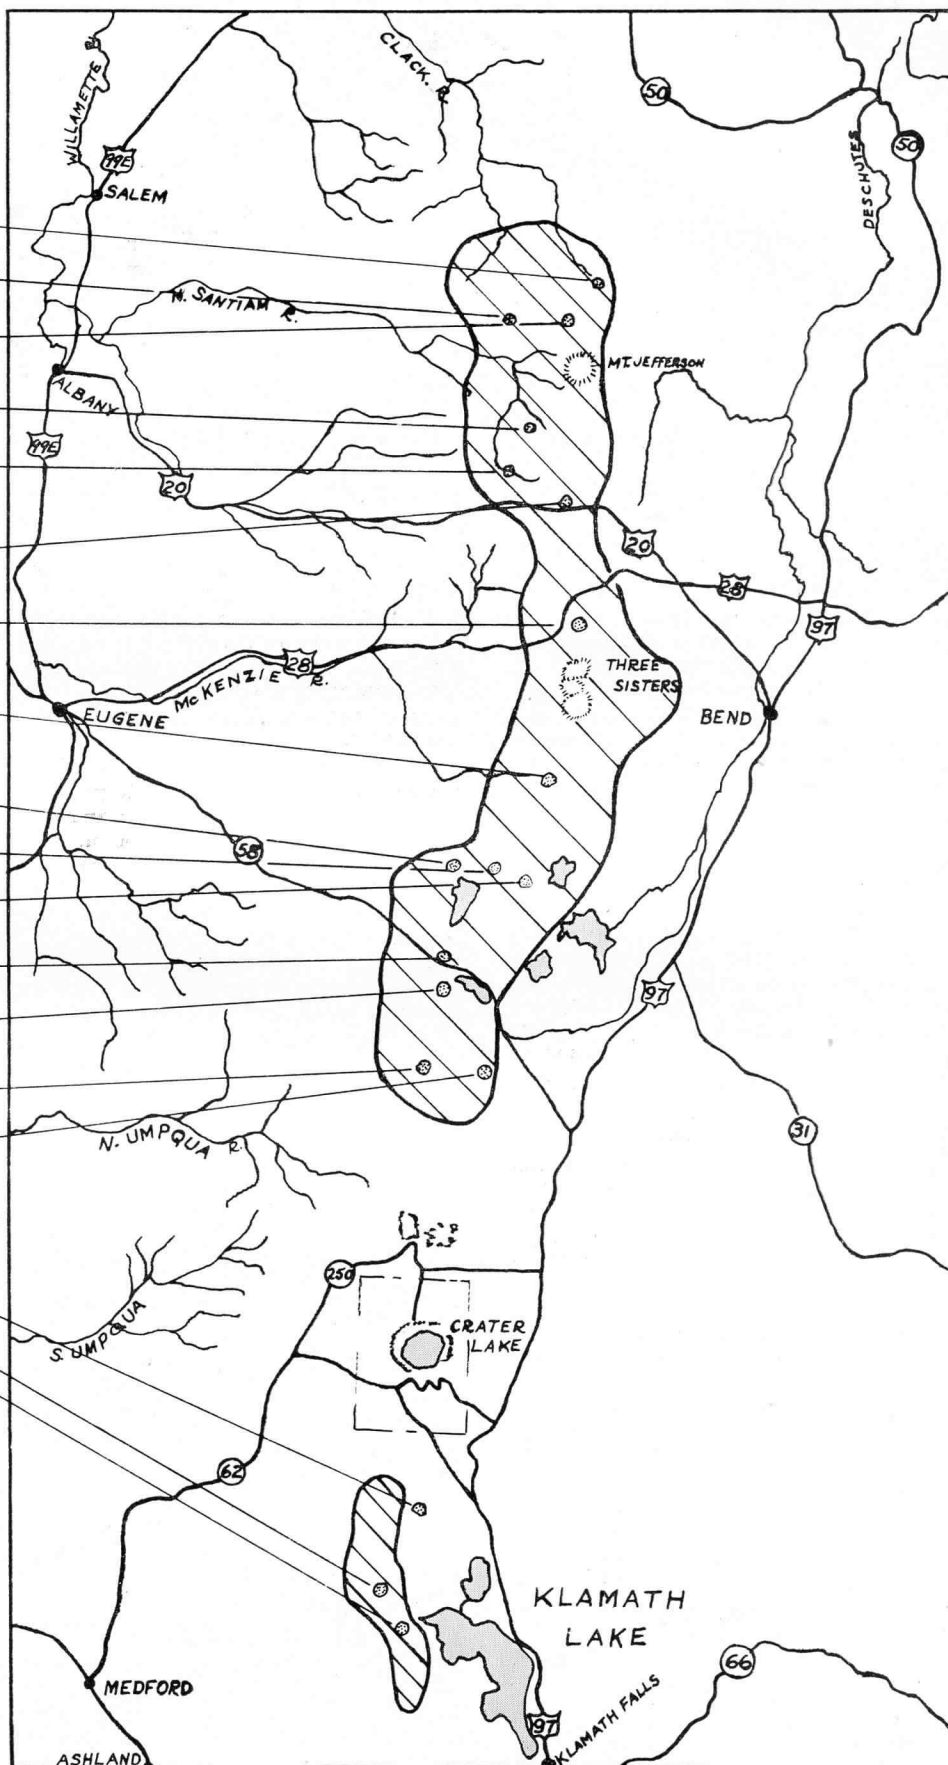 CLACK. R.
WILLAMETTE R.
50
50
99E
DESCHUTES
SALEM
N. SANTIAM R.
MT. JEFFERSON
ALBANY
99E
20
20
28
97
28
McKENZIE R.
THREE
SISTERS
EUGENE
BEND
58
97
31
N. UMPQUA R.
250
S. UMPQUA
CRATER
LAKE
62
KLAMATH
LAKE
66
MEDFORD
97
KLAMATH FALLS
ASHLAND